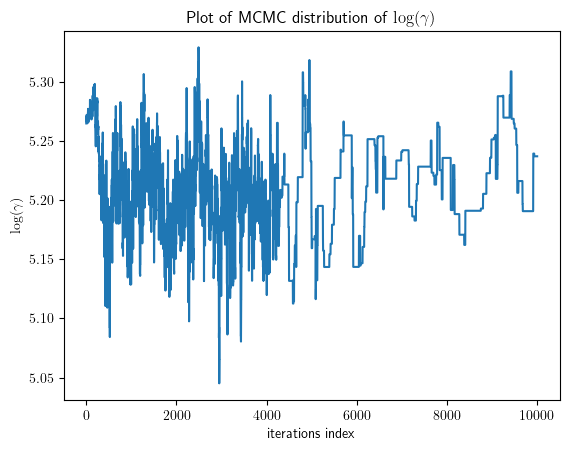 Plot of MCMC distribution of log(γ)
log(γ)
5.30
5.25
5.20
5.15
5.10
5.05
0 2000 4000 6000 8000 10000
iterations index